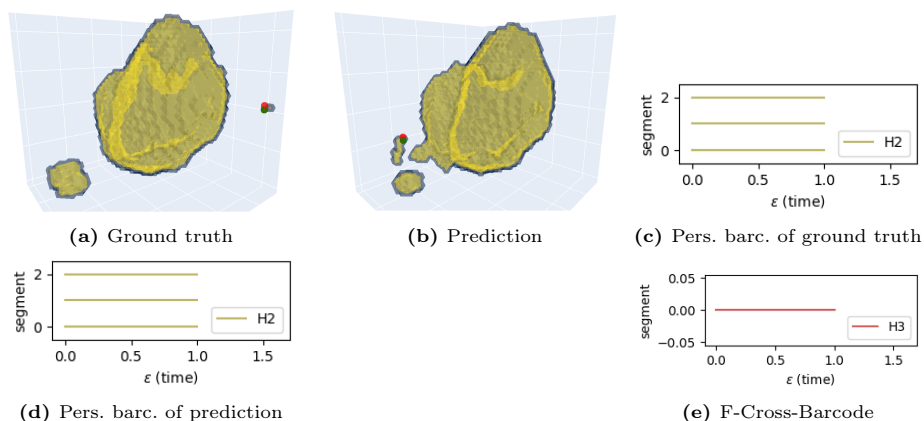 2
segment
0
H2
0.0 0.5 1.0 1.5
ε (time)
(a) Ground truth
(b) Prediction
(c) Pers. barc. of ground truth
2
segment
0
H2
0.0 0.5 1.0 1.5
ε (time)
(d) Pers. barc. of prediction
0.05
segment
0.00
−0.05
H3
0.0 0.5 1.0 1.5
ε (time)
(e) F-Cross-Barcode